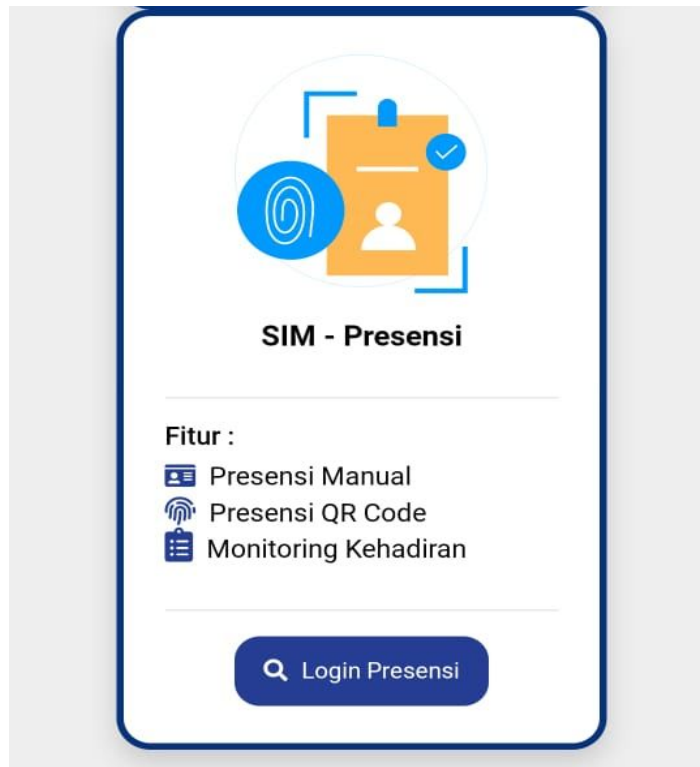 SIM - Presensi
Fitur :
Presensi Manual
Presensi QR Code
Monitoring Kehadiran
Login Presensi